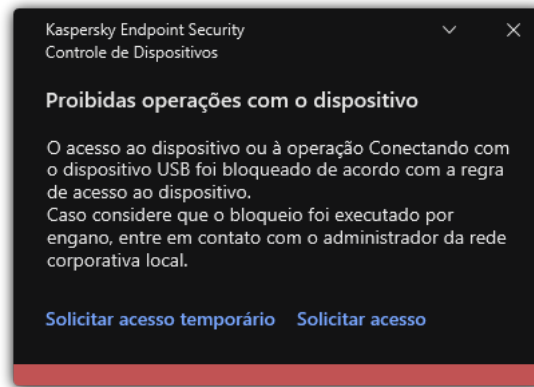 Kaspersky Endpoint Security
Controle de Dispositivos
Proibidas operações com o dispositivo
O acesso ao dispositivo ou à operação Conectando com
o dispositivo USB foi bloqueado de acordo com a regra
de acesso ao dispositivo.
Caso considere que o bloqueio foi executado por
engano, entre em contato com o administrador da rede
corporativa local.
Solicitar acesso temporário Solicitar acesso